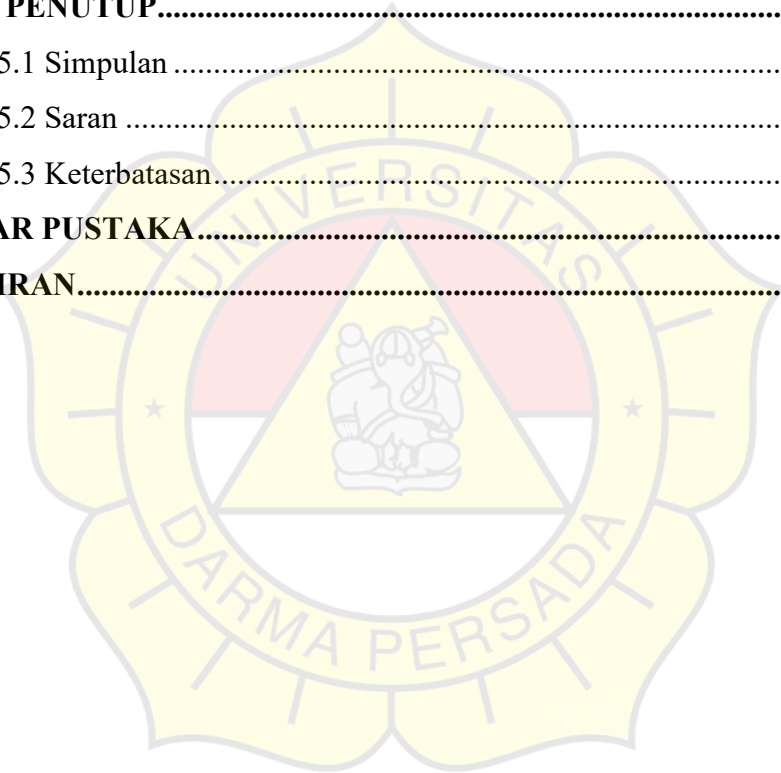 PENUTUP..............................................................................
5.1 Simpulan ...........................................................................
5.2 Saran .................................................................................
5.3 Keterbatasan......................................................................
AR PUSTAKA.........................................................................
IRAN........................................................................................
UNIVERSITAS
DARMA PERSADA